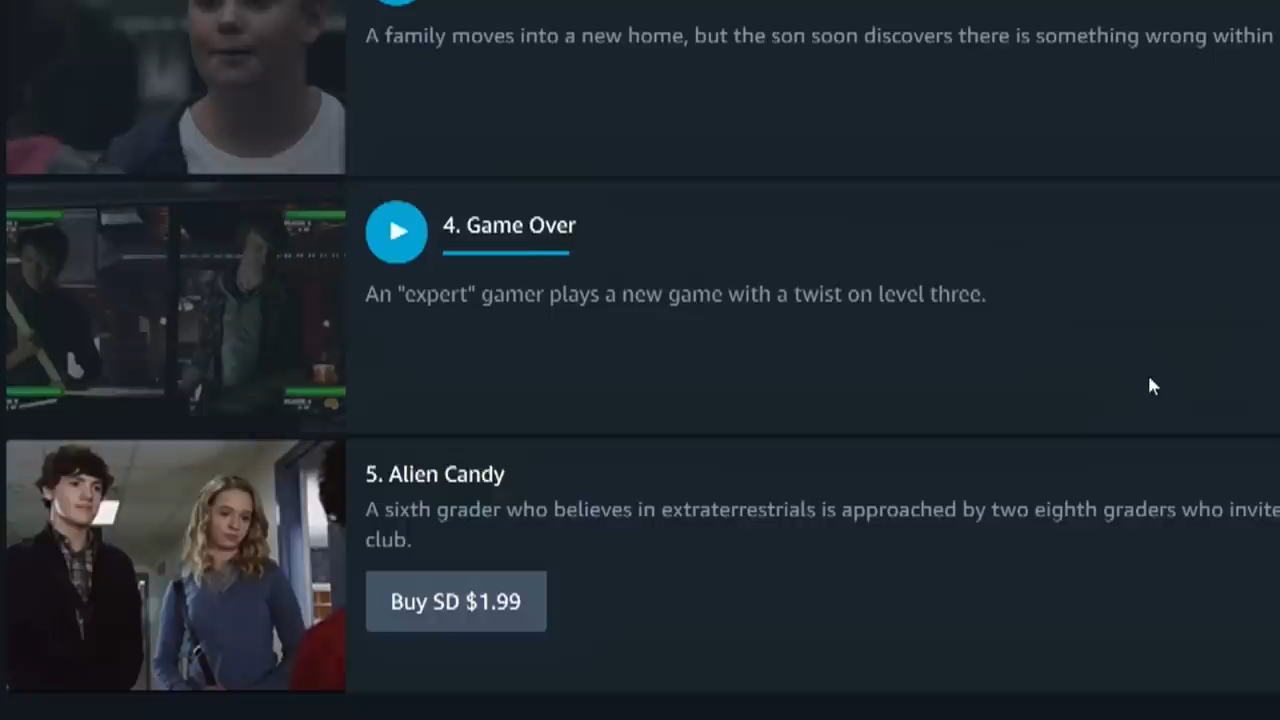 A family moves into a new home, but the son soon discovers there is something wrong within
4. Game Over
An "expert" gamer plays a new game with a twist on level three.
5. Alien Candy
A sixth grader who believes in extraterrestrials is approached by two eighth graders who invite
club.
Buy SD $1.99